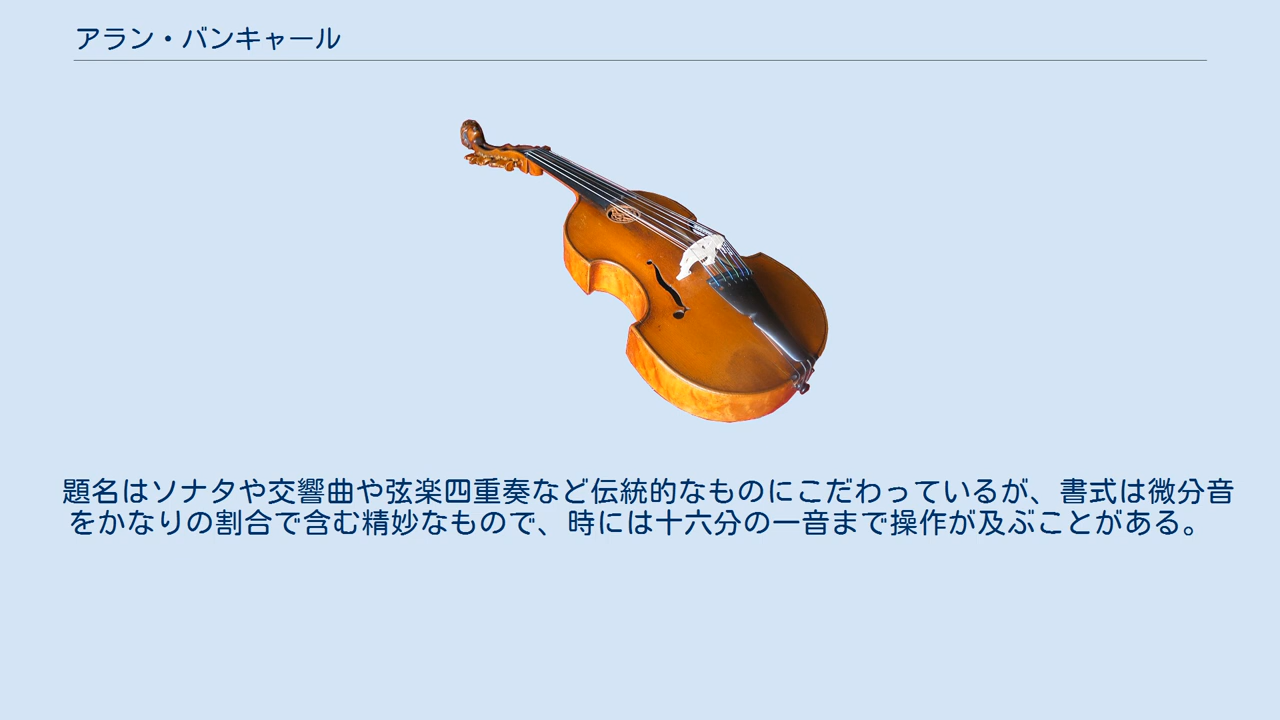 アラン・バンキャール
題名はソナタや交響曲や弦楽四重奏など伝統的なものにこだわっているが、書式は微分音
をかなりの割合で含む精妙なもので、時には十六分の一音まで操作が及ぶことがある。